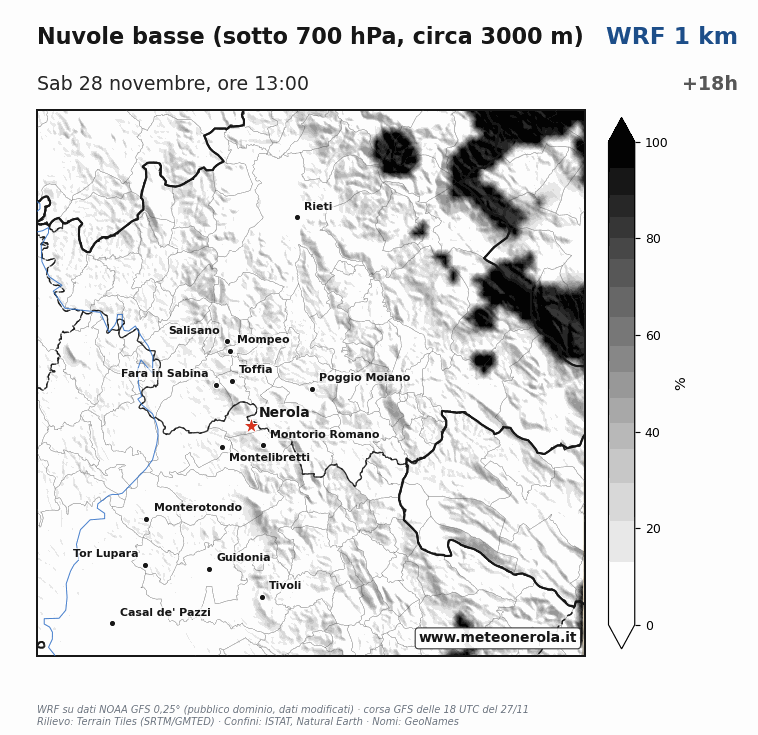 Nuvole basse (sotto 700 hPa, circa 3000 m) WRF 1 km
Sab 28 novembre, ore 13:00 +18h
100
80
60
40
20
0
%
Rieti
Salisano
Mompeo
Toffia
Fara in Sabina
Poggio Moiano
Nerola
Montorio Romano
Montelibretti
Monterotondo
Tor Lupara
Guidonia
Tivoli
Casal de' Pazzi
www.meteonerola.it
WRF su dati NOAA GFS 0,25° (pubblico dominio, dati modificati) · corsa GFS delle 18 UTC del 27/11
Rilievo: Terrain Tiles (SRTM/GMTED) · Confini: ISTAT, Natural Earth · Nomi: GeoNames